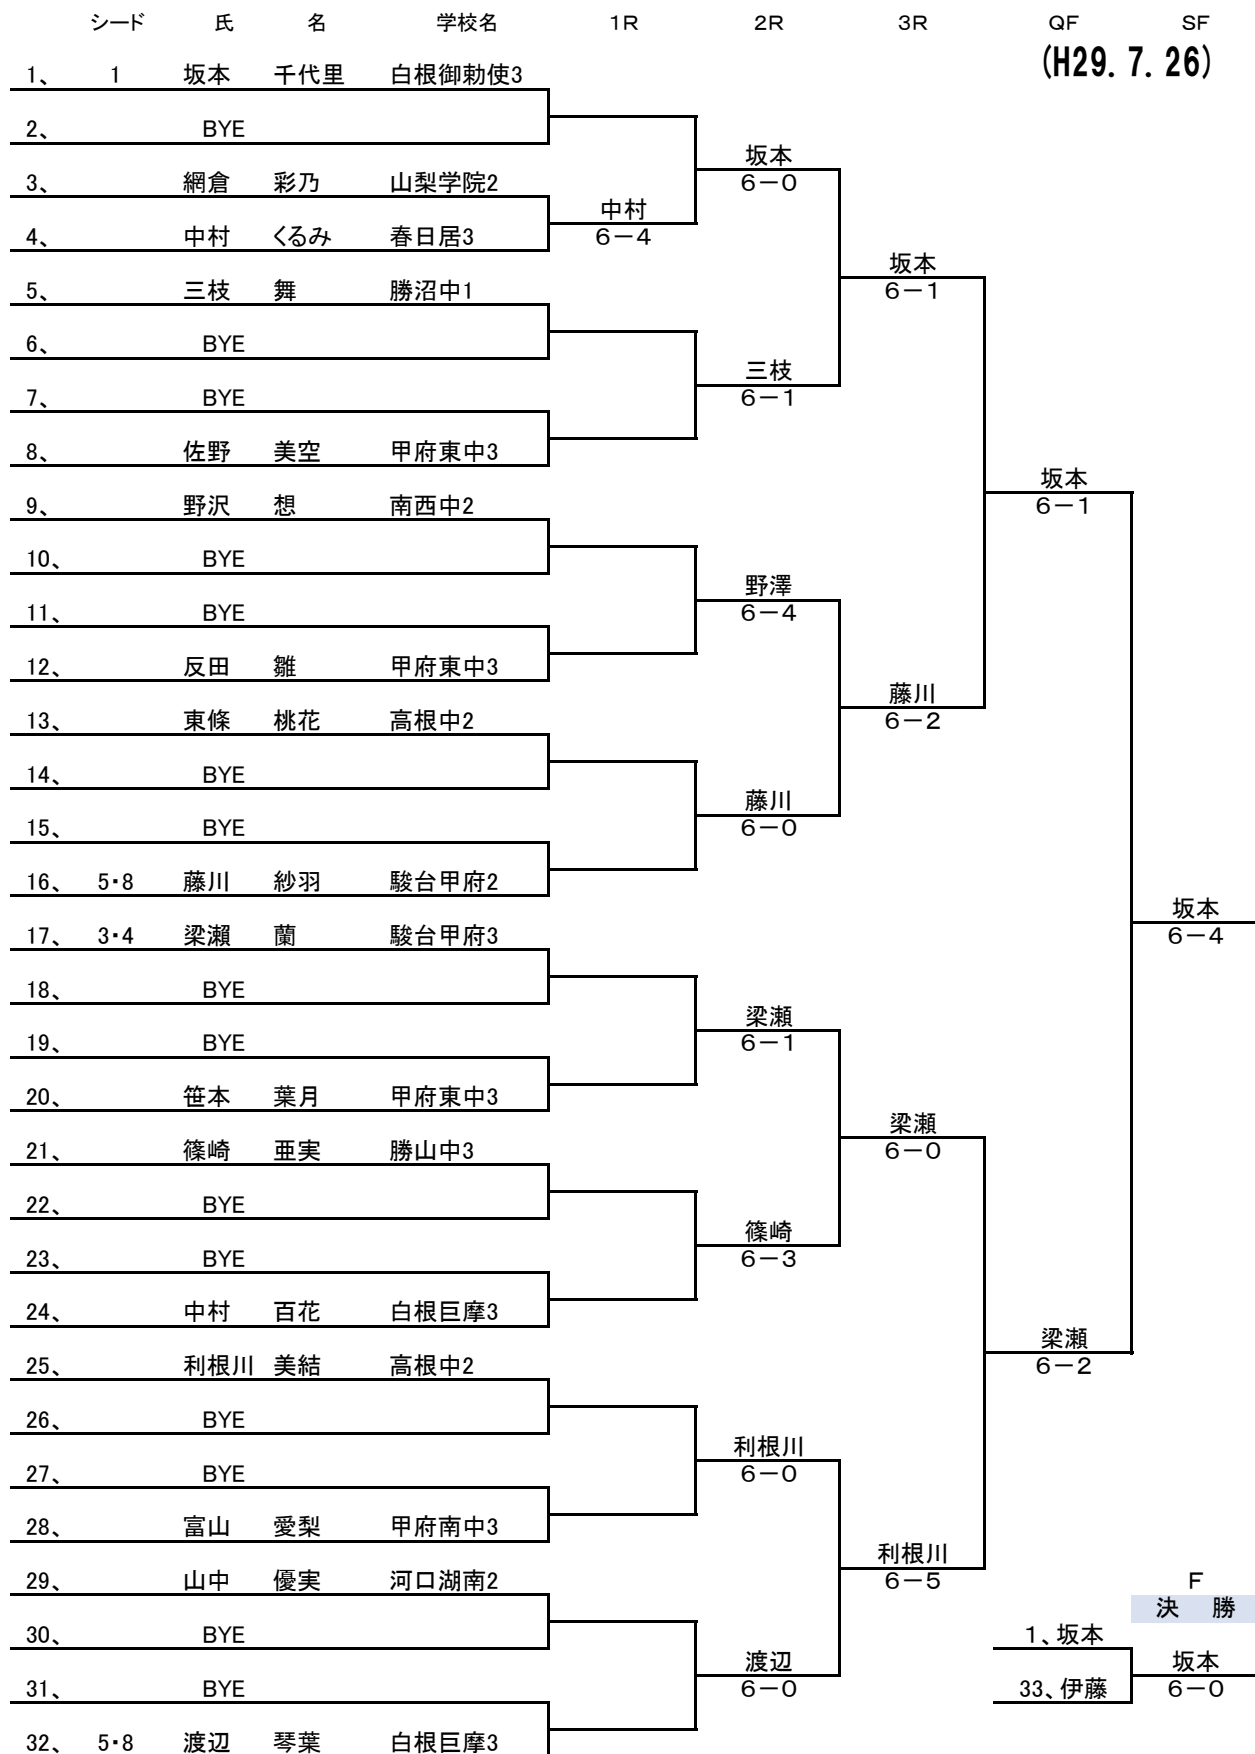 シード 氏 名 学校名 1R 2R 3R QF SF
(H29. 7. 26)
1、 1 坂本 千代里 白根御勅使3
2、 BYE
坂本
3、 網倉 彩乃 山梨学院2 6－0
中村
4、 中村 くるみ 春日居3 6－4
坂本
5、 三枝 舞 勝沼中1 6－1
6、 BYE
三枝
7、 BYE 6－1
8、 佐野 美空 甲府東中3
坂本
9、 野沢 想 南西中2 6－1
10、 BYE
野澤
11、 BYE 6－4
12、 反田 雛 甲府東中3
藤川
13、 東條 桃花 高根中2 6－2
14、 BYE
藤川
15、 BYE 6－0
16、 5・8 藤川 紗羽 駿台甲府2
坂本
17、 3・4 梁瀬 蘭 駿台甲府3 6－4
18、 BYE
梁瀬
19、 BYE 6－1
20、 笹本 葉月 甲府東中3
梁瀬
21、 篠崎 亜実 勝山中3 6－0
22、 BYE
篠崎
23、 BYE 6－3
24、 中村 百花 白根巨摩3
梁瀬
25、 利根川 美結 高根中2 6－2
26、 BYE
利根川
27、 BYE 6－0
28、 富山 愛梨 甲府南中3
利根川
29、 山中 優実 河口湖南2 6－5 F
決 勝
30、 BYE 1、坂本
渡辺 坂本
31、 BYE 6－0 33、伊藤 6－0
32、 5・8 渡辺 琴葉 白根巨摩3